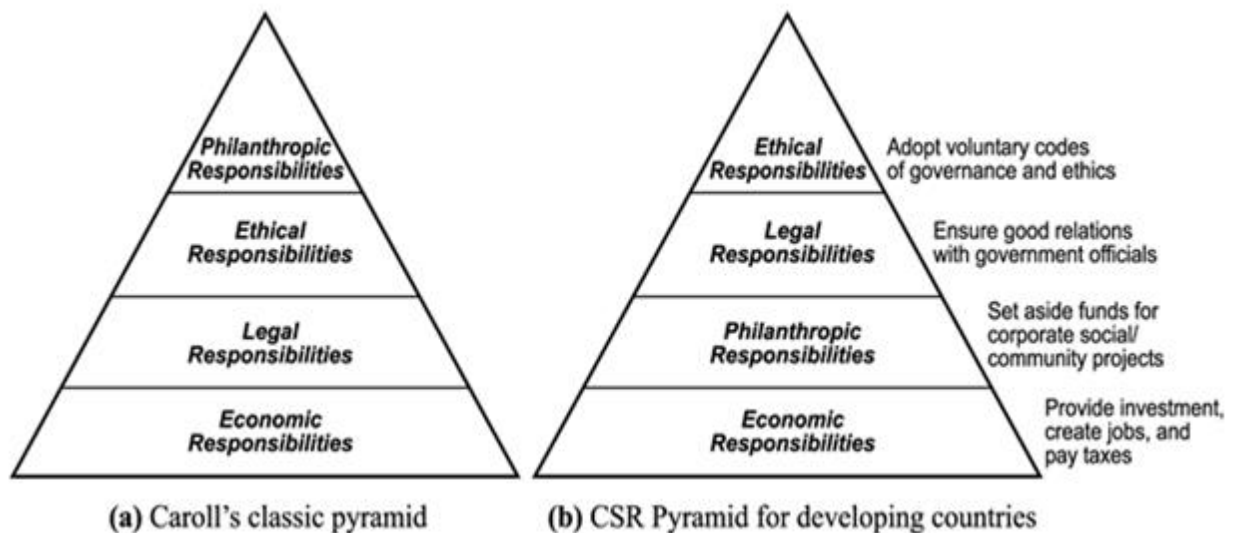 Philanthropic
Responsibilities
Ethical
Responsibilities
Legal
Responsibilities
Economic
Responsibilities
(a) Caroll's classic pyramid
Ethical
Responsibilities
Adopt voluntary codes
of governance and ethics
Legal
Responsibilities
Ensure good relations
with government officials
Philanthropic
Responsibilities
Set aside funds for
corporate social/
community projects
Economic
Responsibilities
Provide investment,
create jobs, and
pay taxes
(b) CSR Pyramid for developing countries